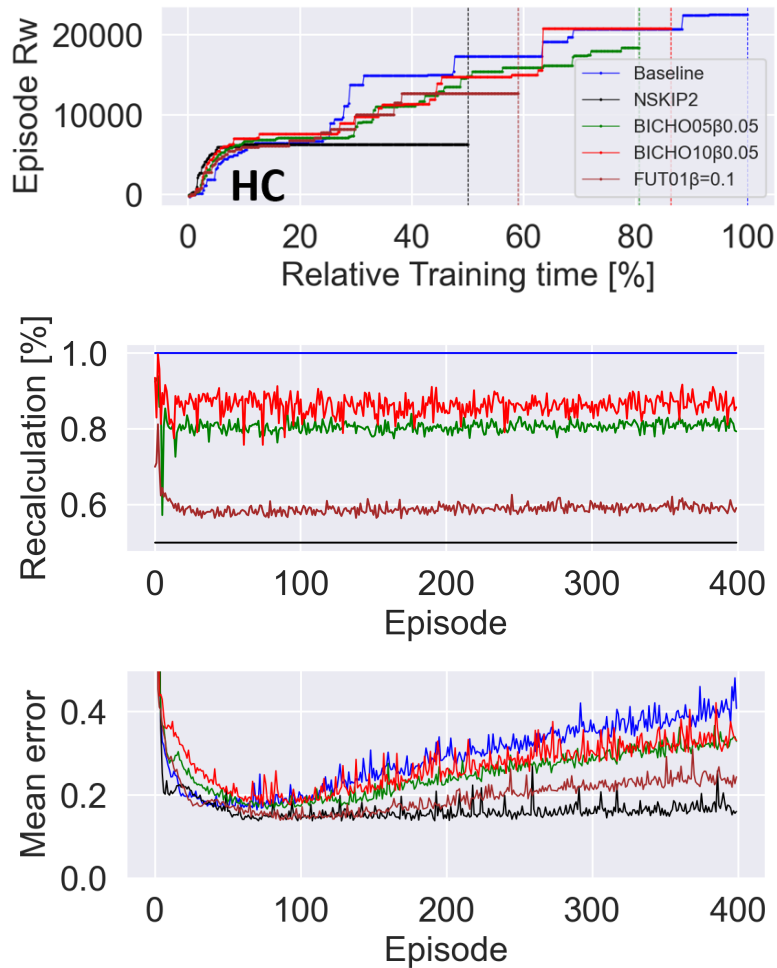 Episode Rw
20000
10000
0
HC
Baseline
NSKIP2
BICHO05β0.05
BICHO10β0.05
FUT01β=0.1
0 20 40 60 80 100
Relative Training time [%]
Recalculation [%]
1.0
0.8
0.6
0 100 200 300 400
Episode
Mean error
0.4
0.2
0.0
0 100 200 300 400
Episode